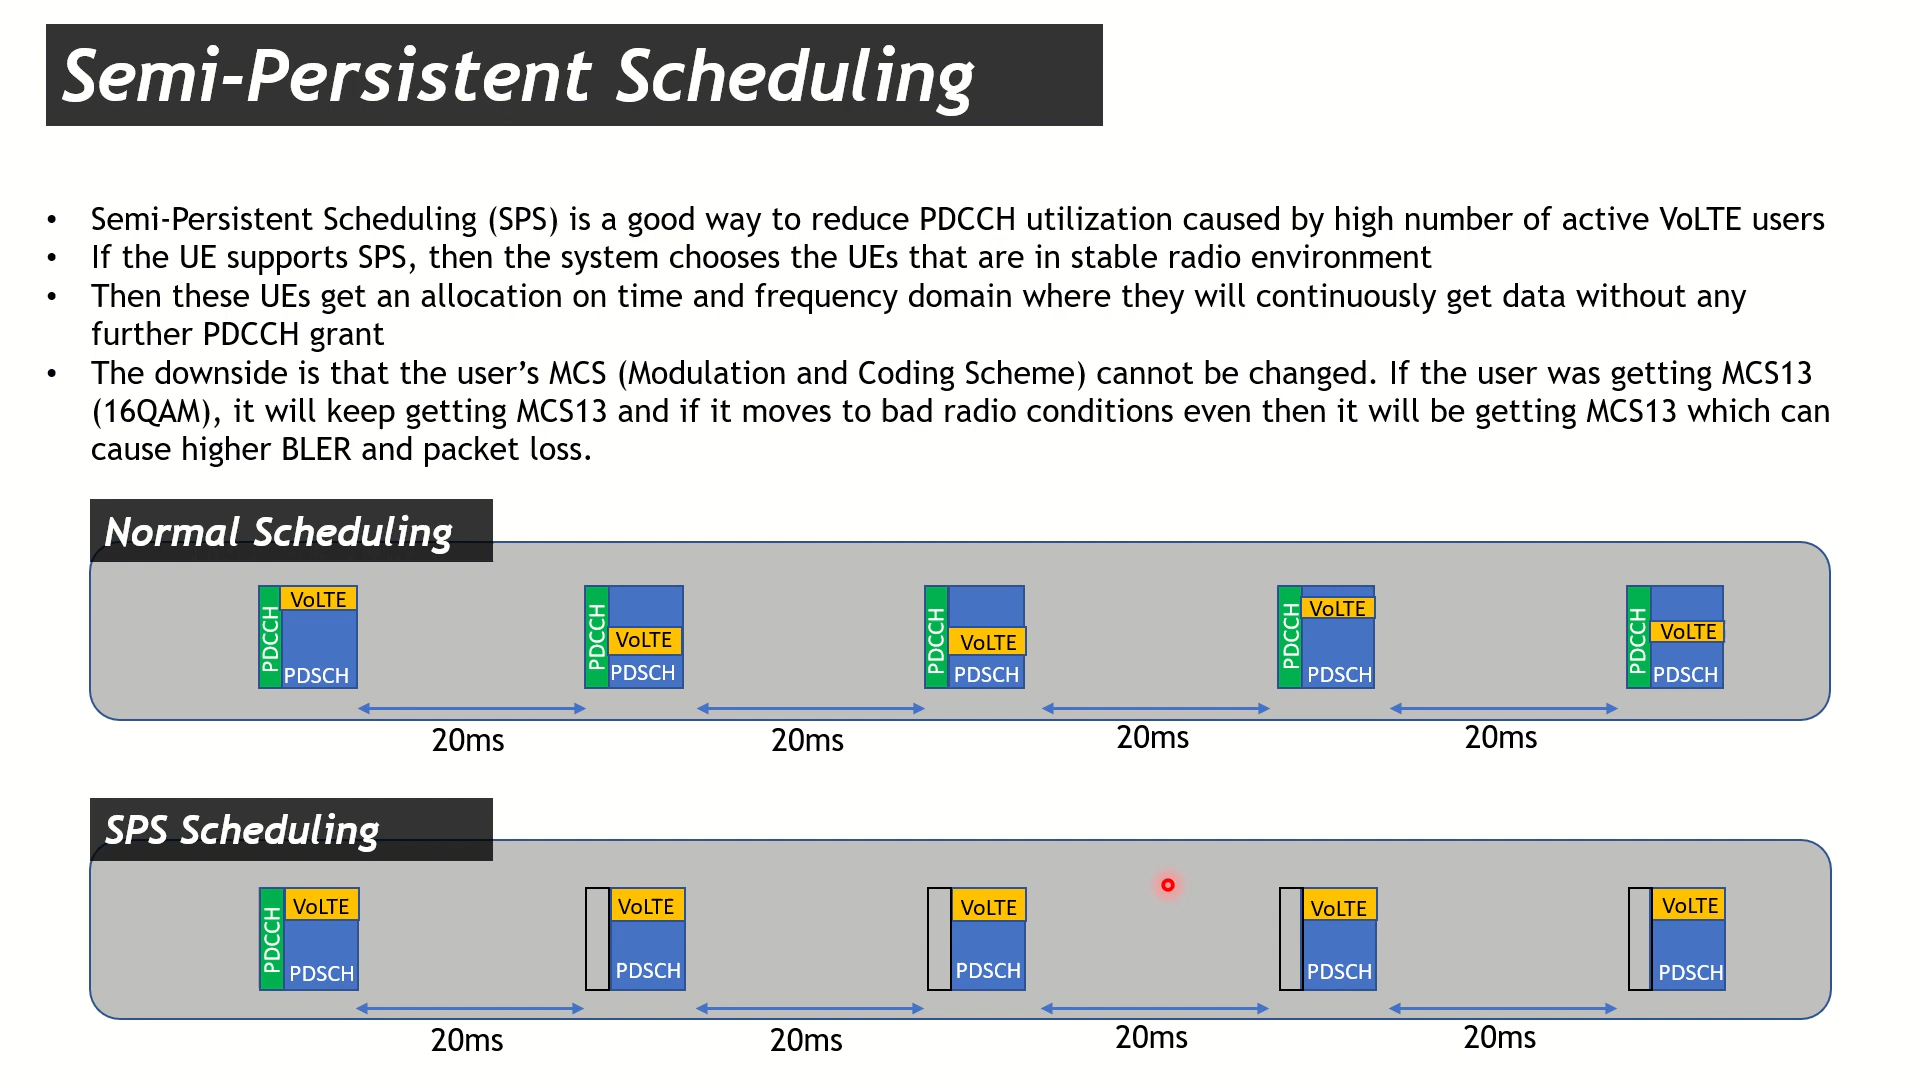 Semi-Persistent Scheduling
• Semi-Persistent Scheduling (SPS) is a good way to reduce PDCCH utilization caused by high number of active VoLTE users
• If the UE supports SPS, then the system chooses the UEs that are in stable radio environment
• Then these UEs get an allocation on time and frequency domain where they will continuously get data without any
further PDCCH grant
• The downside is that the user’s MCS (Modulation and Coding Scheme) cannot be changed. If the user was getting MCS13
(16QAM), it will keep getting MCS13 and if it moves to bad radio conditions even then it will be getting MCS13 which can
cause higher BLER and packet loss.
Normal Scheduling
PDCCH VoLTE PDSCH
PDCCH VoLTE PDSCH
PDCCH VoLTE PDSCH
PDCCH VoLTE PDSCH
PDCCH VoLTE PDSCH
20ms 20ms 20ms 20ms
SPS Scheduling
PDCCH VoLTE PDSCH
VoLTE PDSCH
VoLTE PDSCH
VoLTE PDSCH
VoLTE PDSCH
20ms 20ms 20ms 20ms